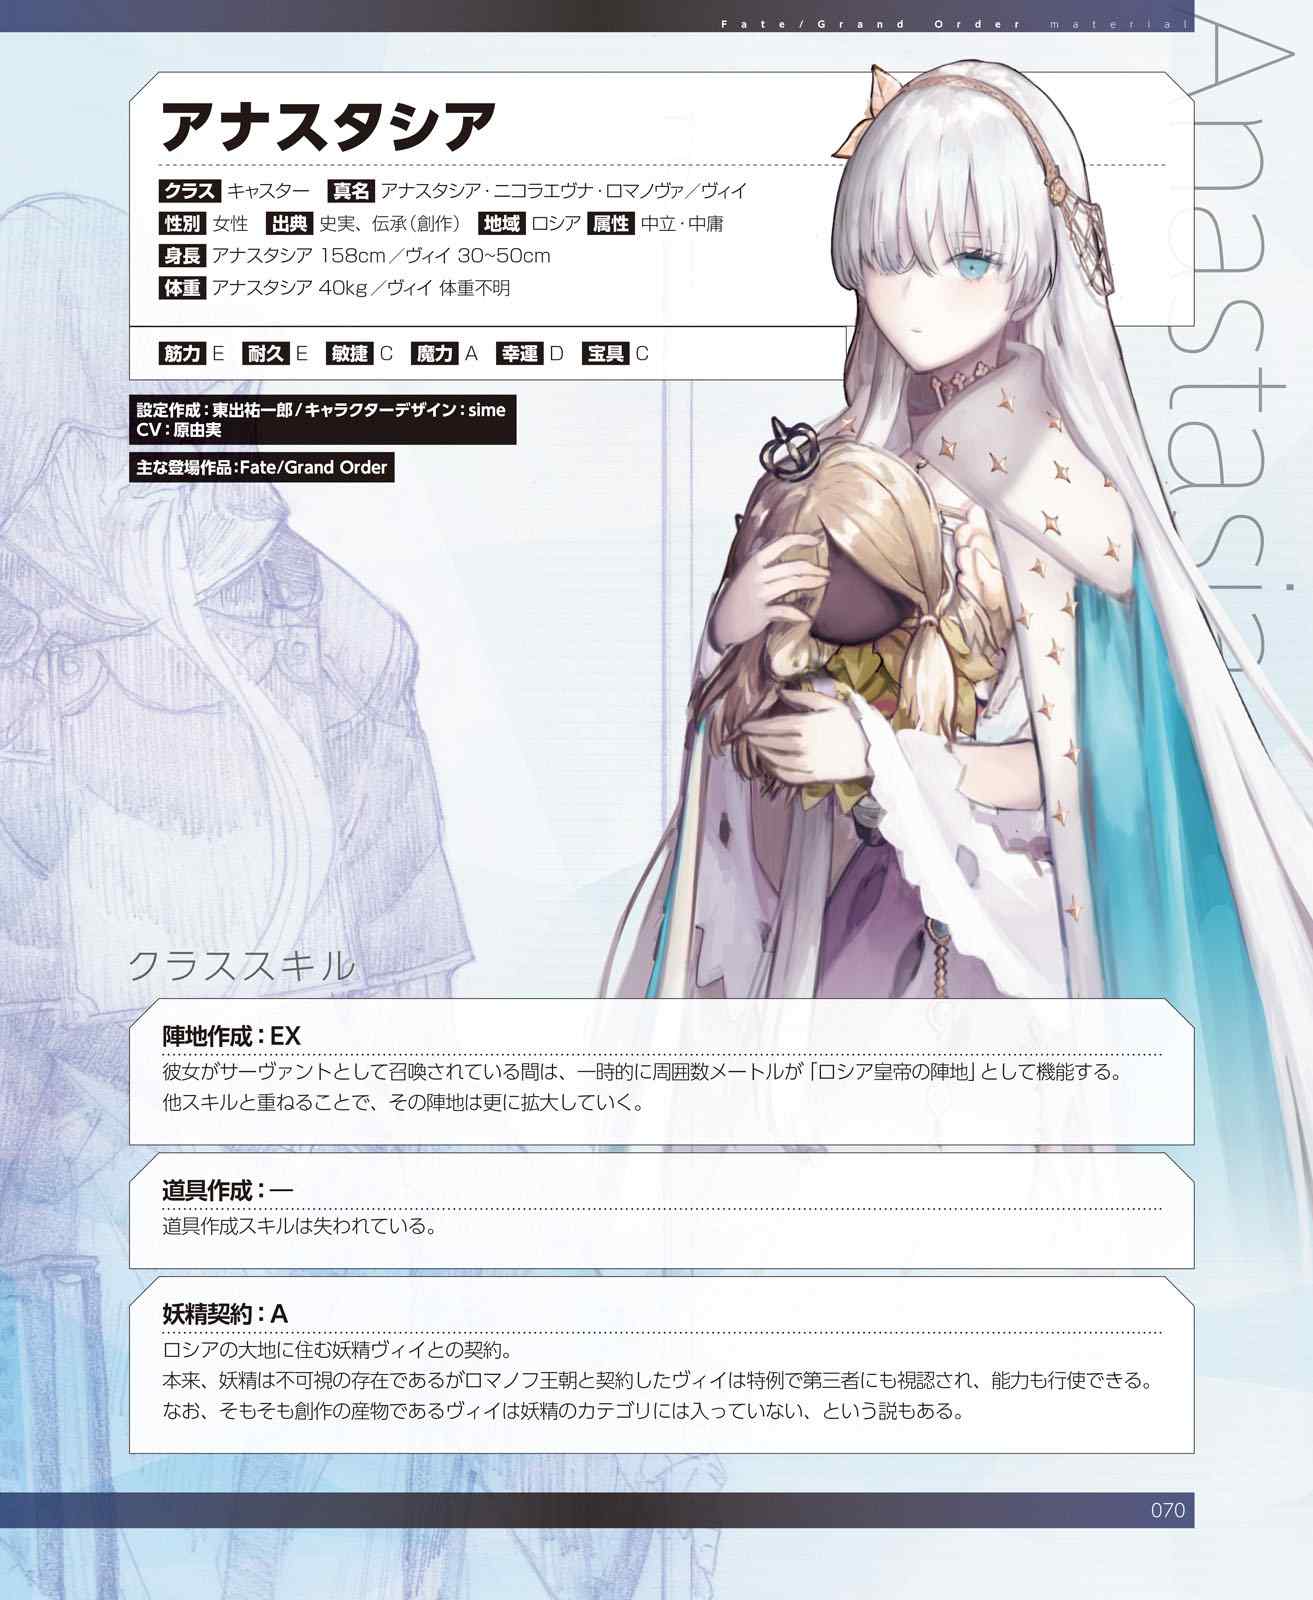 Fate/Grand Order material
Anastasia
アナスタシア
クラス キャスター 真名 アナスタシア・ニコラエヴナ・ロマノヴァ／ヴィイ
性別 女性 出典 史実、伝承（創作） 地域 ロシア 属性 中立・中庸
身長 アナスタシア 158cm／ヴィイ 30~50cm
体重 アナスタシア 40kg／ヴィイ 体重不明
筋力 E 耐久 E 敏捷 C 魔力 A 幸運 D 宝具 C
設定作成：東出祐一郎/キャラクターデザイン：sime
CV：原由実
主な登場作品：Fate/Grand Order
クラススキル
陣地作成：EX
彼女がサーヴァントとして召喚されている間は、一時的に周囲数メートルが「ロシア皇帝の陣地」として機能する。
他スキルと重ねることで、その陣地は更に拡大していく。
道具作成：—
道具作成スキルは失われている。
妖精契約：A
ロシアの大地に住む妖精ヴィイとの契約。
本来、妖精は不可視の存在であるがロマノフ王朝と契約したヴィイは特例で第三者にも視認され、能力も行使できる。
なお、そもそも創作の産物であるヴィイは妖精のカテゴリには入っていない、という説もある。
070